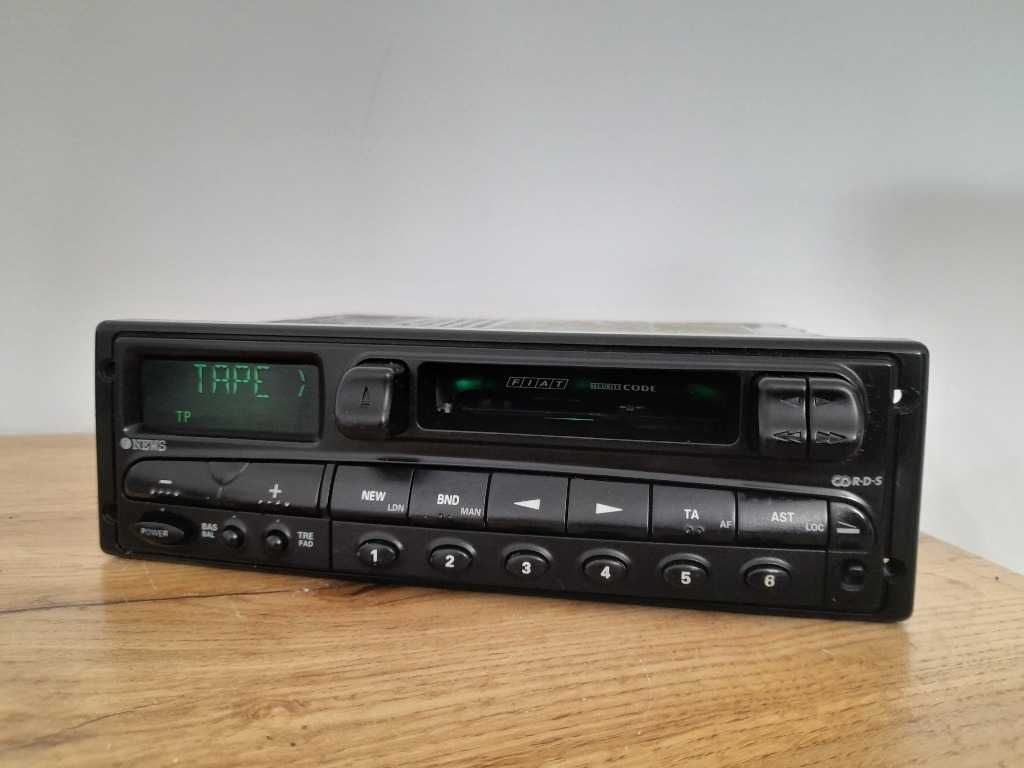 TAPE >
TP
NEWS
FIAT
SECURITY CODE
R·D·S
−
+
NEW LDN
BND MAN
TA AF
AST LOC
POWER
BAS
BAL
TRE
FAD
1 2 3 4 5 6